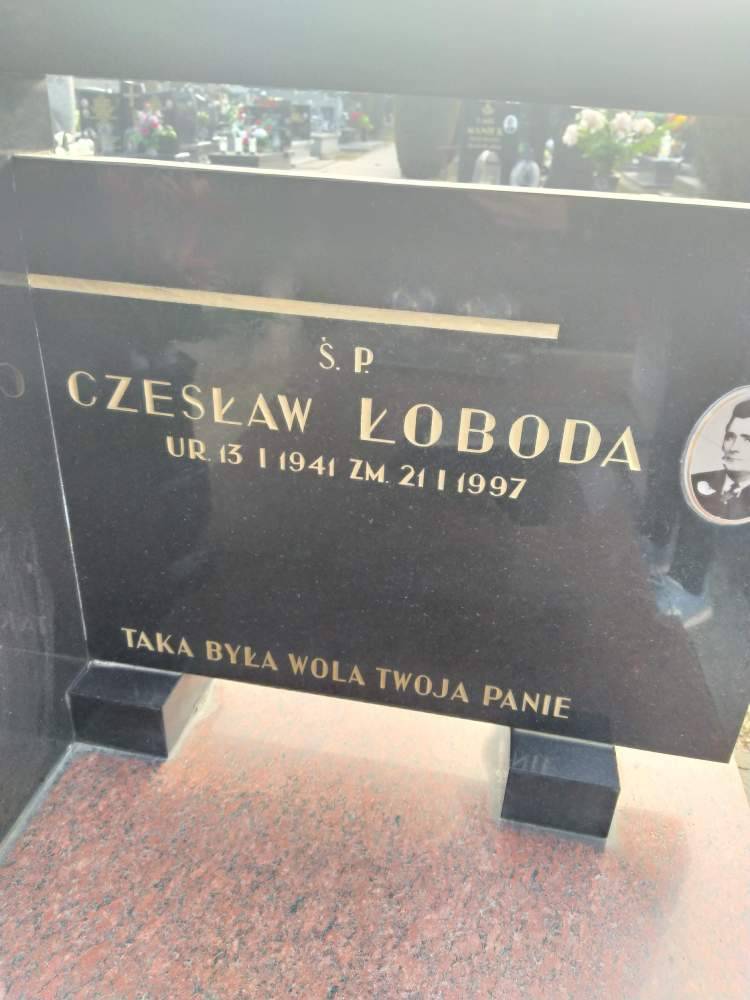 Ś. P.
CZESŁAW ŁOBODA
UR. 13 I 1941 ZM. 21 I 1997
TAKA BYŁA WOLA TWOJA PANIE